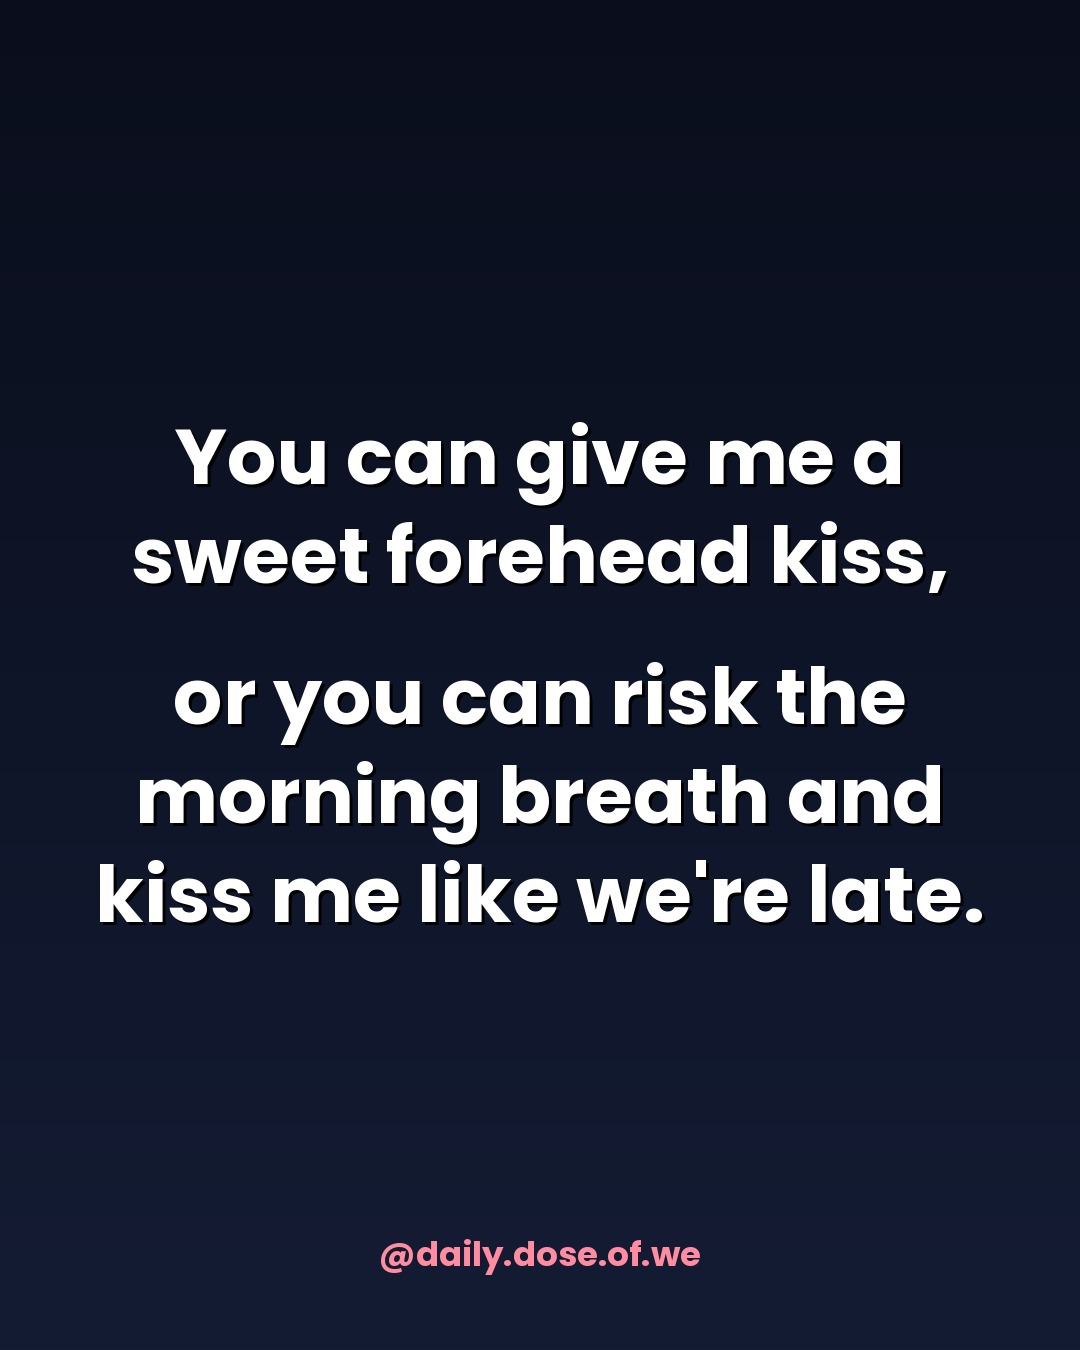 You can give me a
sweet forehead kiss,
or you can risk the
morning breath and
kiss me like we're late.
@daily.dose.of.we